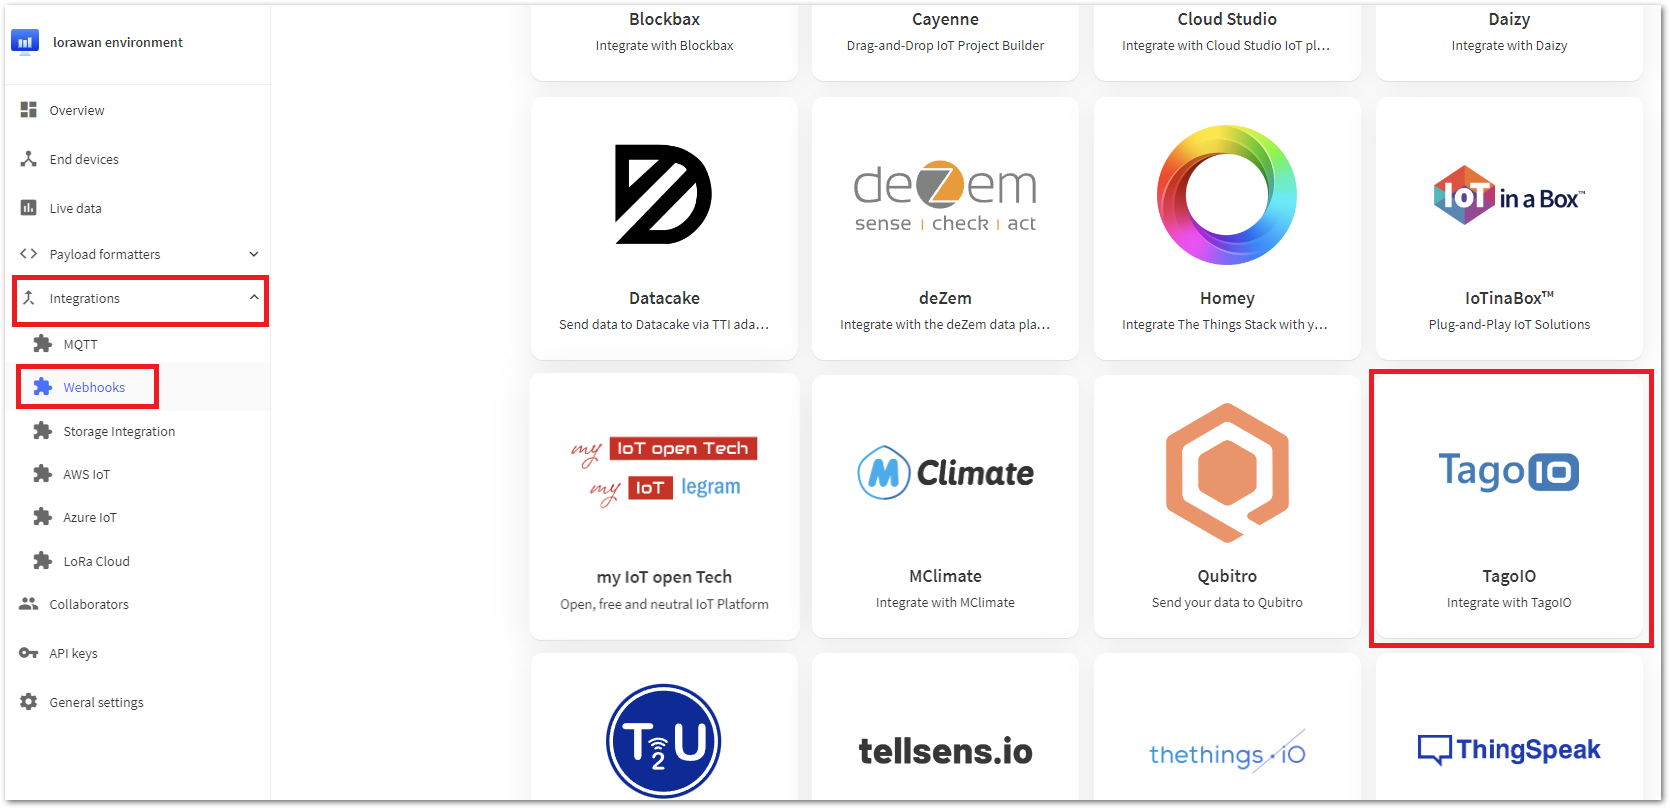 lorawan environment
Overview
End devices
Live data
Payload formatters
Integrations
MQTT
Webhooks
Storage Integration
AWS IoT
Azure IoT
LoRa Cloud
Collaborators
API keys
General settings
Blockbax
Integrate with Blockbax
Cayenne
Drag-and-Drop IoT Project Builder
Cloud Studio
Integrate with Cloud Studio IoT pl...
Daizy
Integrate with Daizy
Datacake
Send data to Datacake via TTI ada...
deZem
sense | check | act
deZem
Integrate with the deZem data pla...
Homey
Integrate The Things Stack with y...
IoT in a Box™
IoTinaBox™
Plug-and-Play IoT Solutions
my IoT open Tech
my IoT legram
my IoT open Tech
Open, free and neutral IoT Platform
M Climate
MClimate
Integrate with MClimate
Qubitro
Send your data to Qubitro
TagoIO
TagoIO
Integrate with TagoIO
T2U
tellsens.io
thethings.iO
ThingSpeak